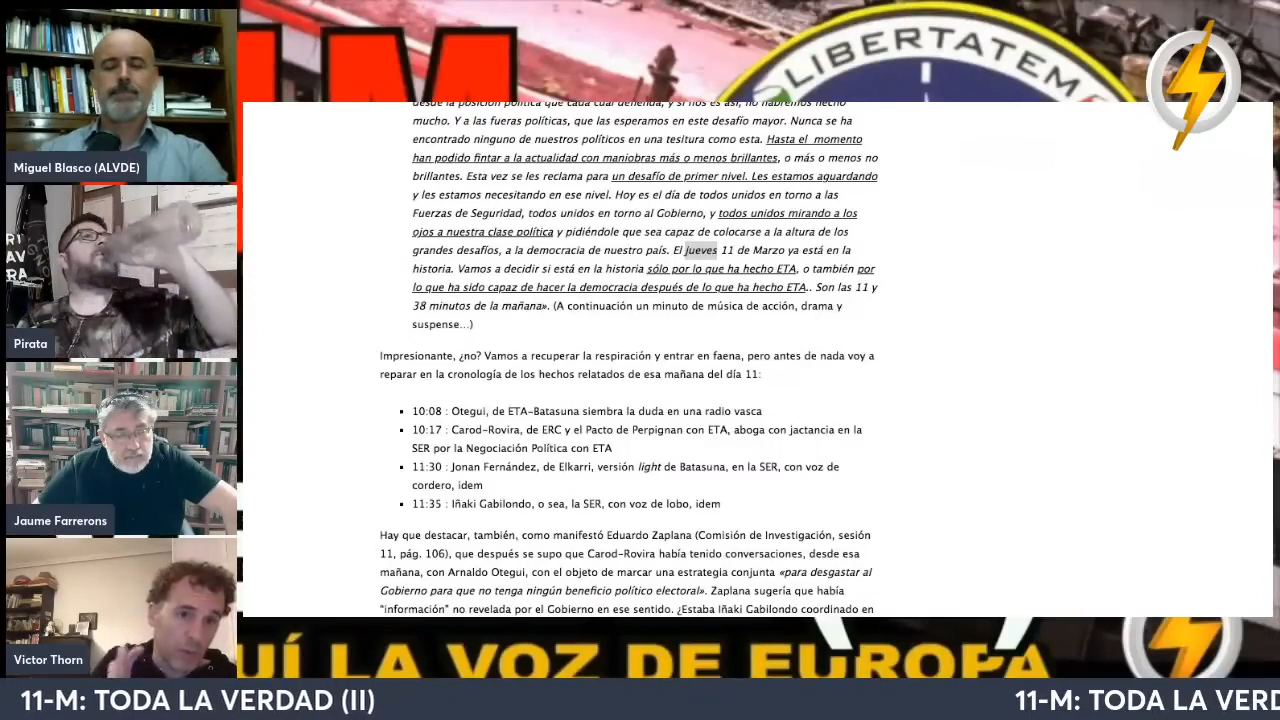 LIBERTATEM
Miguel Blasco (ALVDE)
Pirata
Jaume Farrerons
Victor Thorn
desde la posición política que cada cual defienda, y si nos es así, no habremos hecho
mucho. Y a las fueras políticas, que las esperamos en este desafío mayor. Nunca se ha
encontrado ninguno de nuestros políticos en una tesitura como esta. Hasta el momento
han podido fintar a la actualidad con maniobras más o menos brillantes, o más o menos no
brillantes. Esta vez se les reclama para un desafío de primer nivel. Les estamos aguardando
y les estamos necesitando en ese nivel. Hoy es el día de todos unidos en torno a las
Fuerzas de Seguridad, todos unidos en torno al Gobierno, y todos unidos mirando a los
ojos a nuestra clase política y pidiéndole que sea capaz de colocarse a la altura de los
grandes desafíos, a la democracia de nuestro país. El jueves 11 de Marzo ya está en la
historia. Vamos a decidir si está en la historia sólo por lo que ha hecho ETA, o también por
lo que ha sido capaz de hacer la democracia después de lo que ha hecho ETA.. Son las 11 y
38 minutos de la mañana». (A continuación un minuto de música de acción, drama y
suspense...)
Impresionante, ¿no? Vamos a recuperar la respiración y entrar en faena, pero antes de nada voy a
reparar en la cronología de los hechos relatados de esa mañana del día 11:
▪ 10:08 : Otegui, de ETA-Batasuna siembra la duda en una radio vasca
▪ 10:17 : Carod-Rovira, de ERC y el Pacto de Perpignan con ETA, aboga con jactancia en la
SER por la Negociación Política con ETA
▪ 11:30 : Jonan Fernández, de Elkarri, versión light de Batasuna, en la SER, con voz de
cordero, idem
▪ 11:35 : Iñaki Gabilondo, o sea, la SER, con voz de lobo, idem
Hay que destacar, también, como manifestó Eduardo Zaplana (Comisión de Investigación, sesión
11, pág. 106), que después se supo que Carod-Rovira había tenido conversaciones, desde esa
mañana, con Arnaldo Otegui, con el objeto de marcar una estrategia conjunta «para desgastar al
Gobierno para que no tenga ningún beneficio político electoral». Zaplana sugería que había
"información" no revelada por el Gobierno en ese sentido. ¿Estaba Iñaki Gabilondo coordinado en
UÍ LA VOZ DE EUROPA
11-M: TODA LA VERDAD (II)
11-M: TODA LA VERD